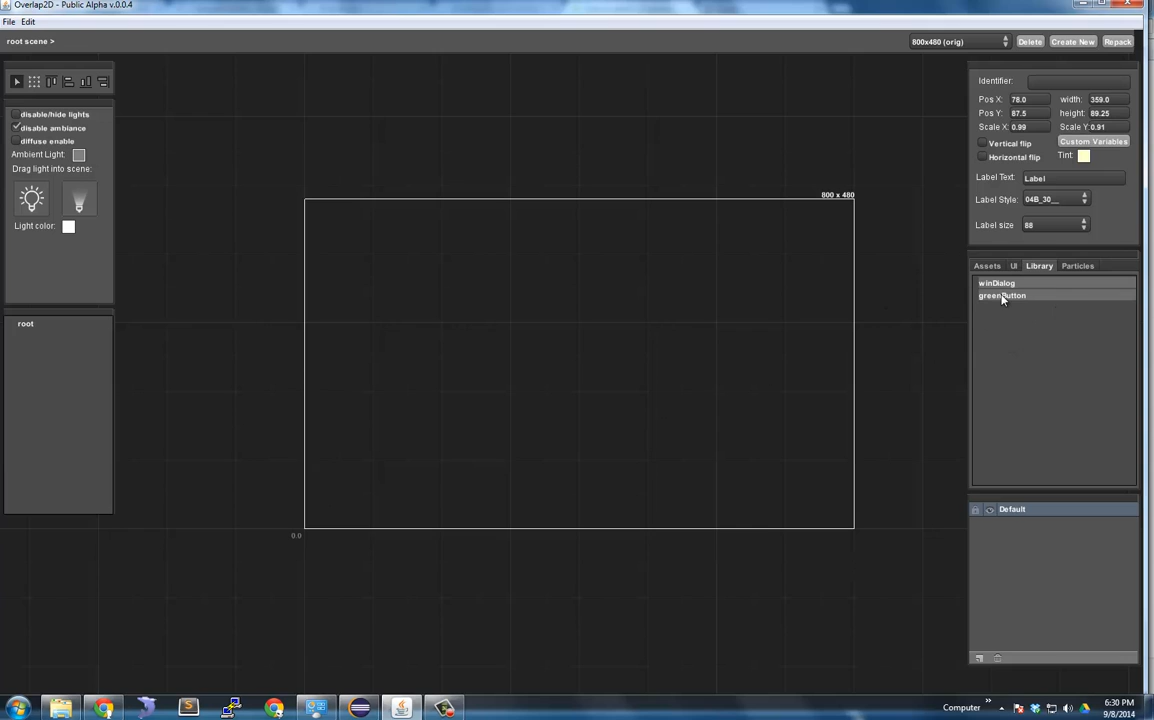 Overlap2D - Public Alpha v.0.0.4
File Edit
root scene >
800x480 (orig)
Delete
Create New
Repack
disable/hide lights
disable ambiance
diffuse enable
Ambient Light:
Drag light into scene:
Light color:
root
800 x 480
0.0
Identifier:
Pos X: 78.0 width: 359.0
Pos Y: 87.5 height: 89.25
Scale X: 0.99 Scale Y: 0.91
Vertical flip Custom Variables
Horizontal flip Tint:
Label Text: Label
Label Style: 04B_30__
Label size 88
Assets UI Library Particles
winDialog
greenButton
Default
Computer
»
6:30 PM
9/8/2014